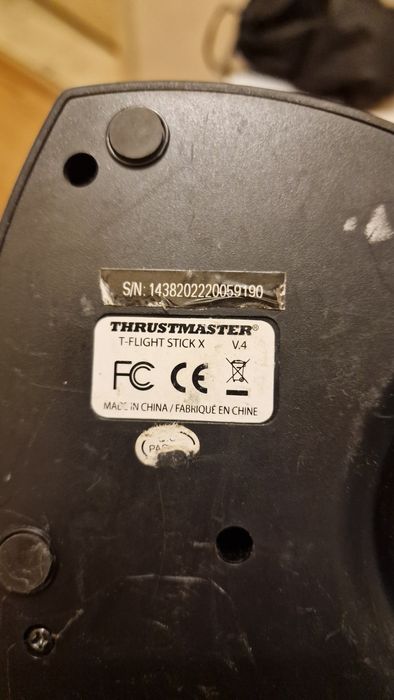 S/N: 1438202220059190
THRUSTMASTER®
T-FLIGHT STICK X V.4
FC CE
MADE IN CHINA / FABRIQUÉ EN CHINE